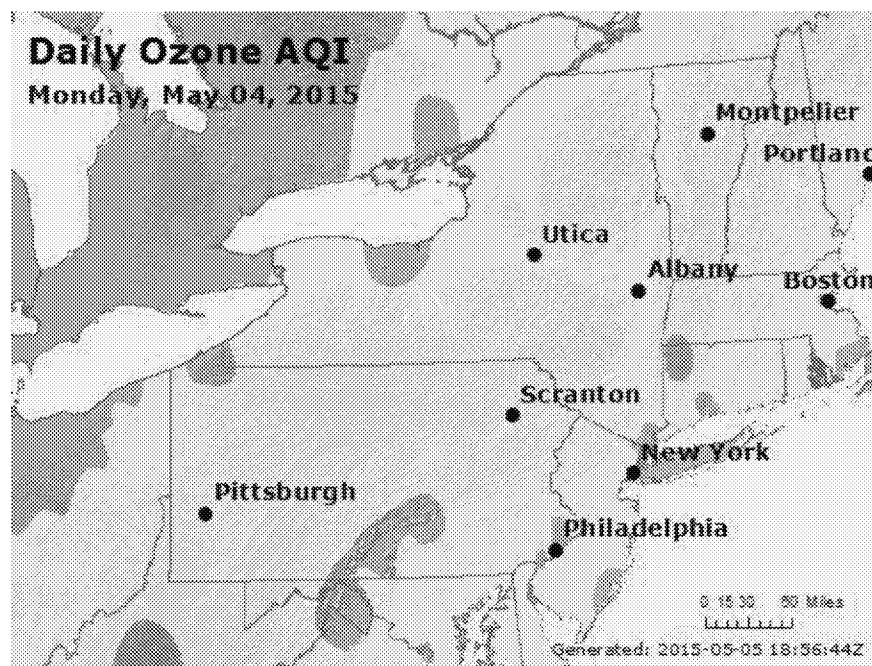 Daily Ozone AQI
Monday, May 04, 2015
Montpelier
Portland
Utica
Albany
Boston
Scranton
New York
Pittsburgh
Philadelphia
0 15 30 60 Miles
Generated: 2015-05-05 18:56:44Z